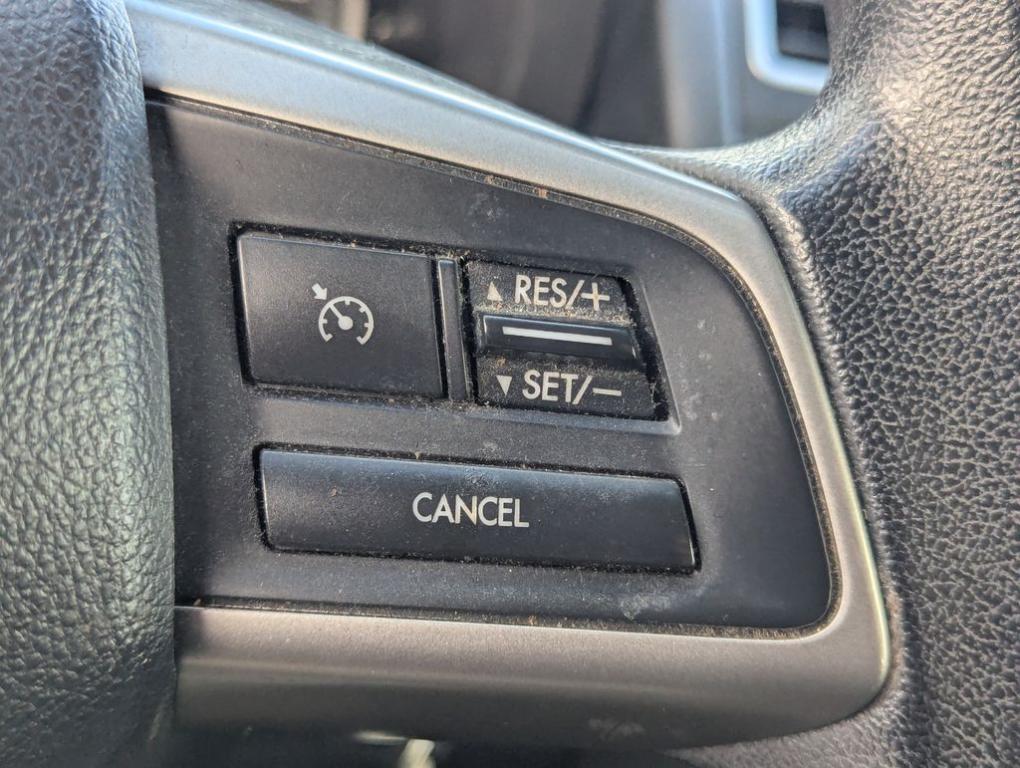 ▲ RES/+
▼ SET/−
CANCEL